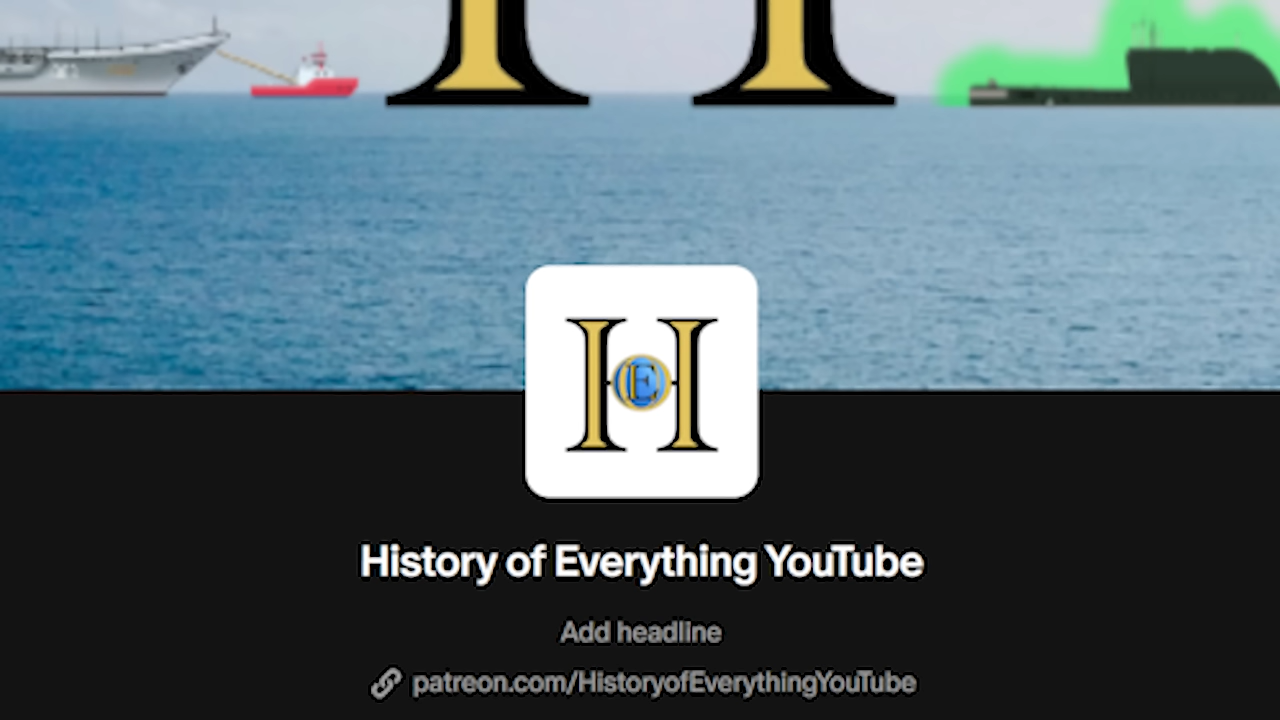 H
E
History of Everything YouTube
Add headline
patreon.com/HistoryofEverythingYouTube